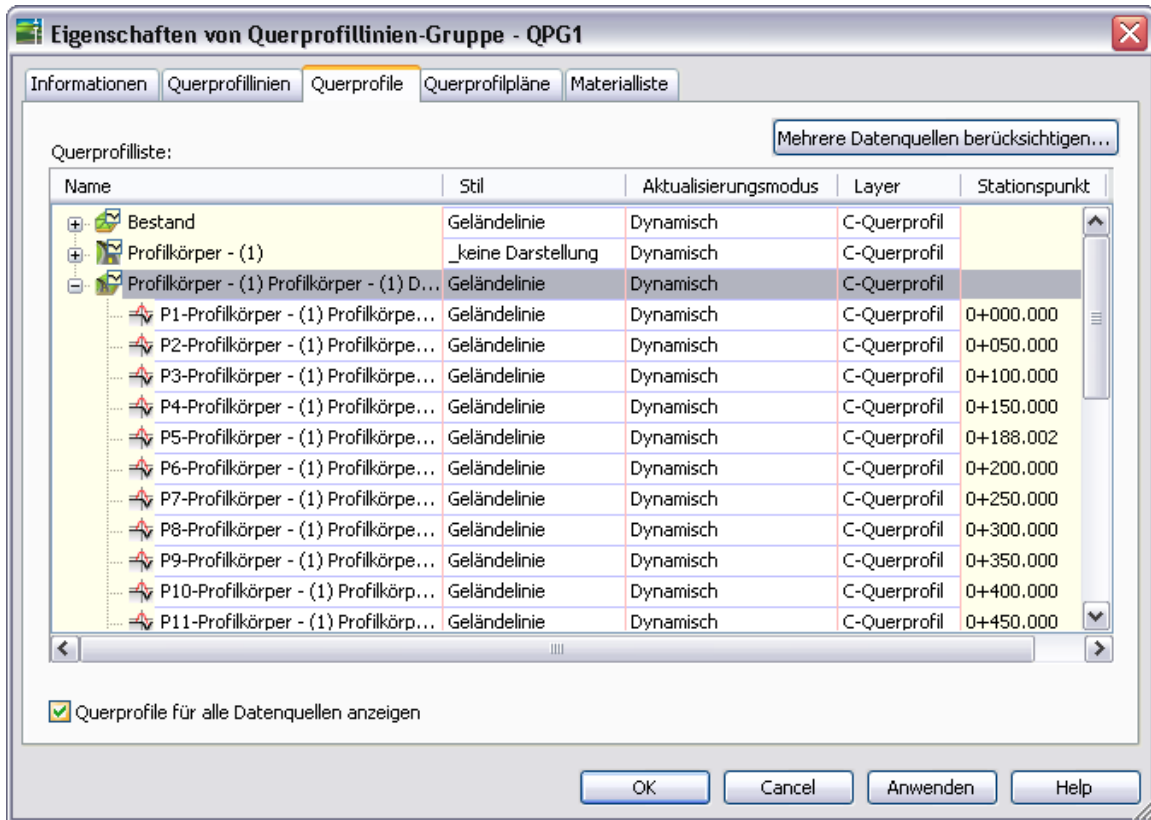 Eigenschaften von Querprofillinien-Gruppe - QPG1
Informationen Querprofillinien Querprofile Querprofilpläne Materialliste
Mehrere Datenquellen berücksichtigen...
Querprofilliste:
Name Stil Aktualisierungsmodus Layer Stationspunkt
Bestand Geländelinie Dynamisch C-Querprofil
Profilkörper - (1) _keine Darstellung Dynamisch C-Querprofil
Profilkörper - (1) Profilkörper - (1) D... Geländelinie Dynamisch C-Querprofil
P1-Profilkörper - (1) Profilkörpe... Geländelinie Dynamisch C-Querprofil 0+000.000
P2-Profilkörper - (1) Profilkörpe... Geländelinie Dynamisch C-Querprofil 0+050.000
P3-Profilkörper - (1) Profilkörpe... Geländelinie Dynamisch C-Querprofil 0+100.000
P4-Profilkörper - (1) Profilkörpe... Geländelinie Dynamisch C-Querprofil 0+150.000
P5-Profilkörper - (1) Profilkörpe... Geländelinie Dynamisch C-Querprofil 0+188.002
P6-Profilkörper - (1) Profilkörpe... Geländelinie Dynamisch C-Querprofil 0+200.000
P7-Profilkörper - (1) Profilkörpe... Geländelinie Dynamisch C-Querprofil 0+250.000
P8-Profilkörper - (1) Profilkörpe... Geländelinie Dynamisch C-Querprofil 0+300.000
P9-Profilkörper - (1) Profilkörpe... Geländelinie Dynamisch C-Querprofil 0+350.000
P10-Profilkörper - (1) Profilkörp... Geländelinie Dynamisch C-Querprofil 0+400.000
P11-Profilkörper - (1) Profilkörp... Geländelinie Dynamisch C-Querprofil 0+450.000
Querprofile für alle Datenquellen anzeigen
OK Cancel Anwenden Help